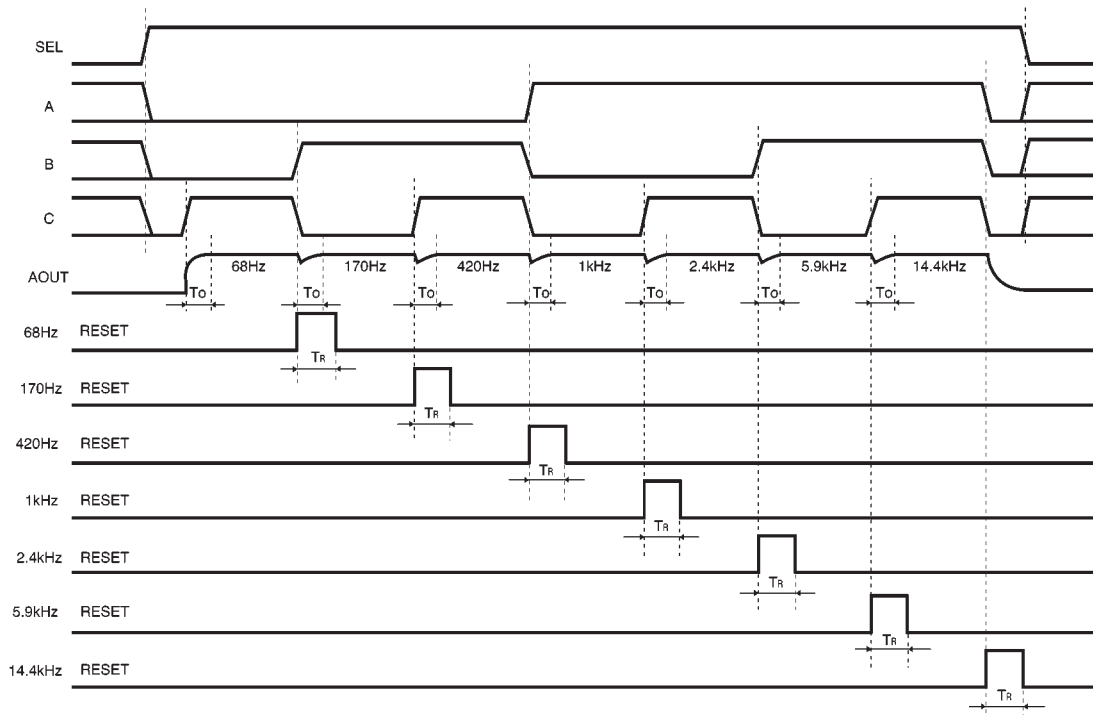 SEL
A
B
C
AOUT
68Hz 170Hz 420Hz 1kHz 2.4kHz 5.9kHz 14.4kHz
To To To To To To To
68Hz RESET
TR
170Hz RESET
TR
420Hz RESET
TR
1kHz RESET
TR
2.4kHz RESET
TR
5.9kHz RESET
TR
14.4kHz RESET
TR